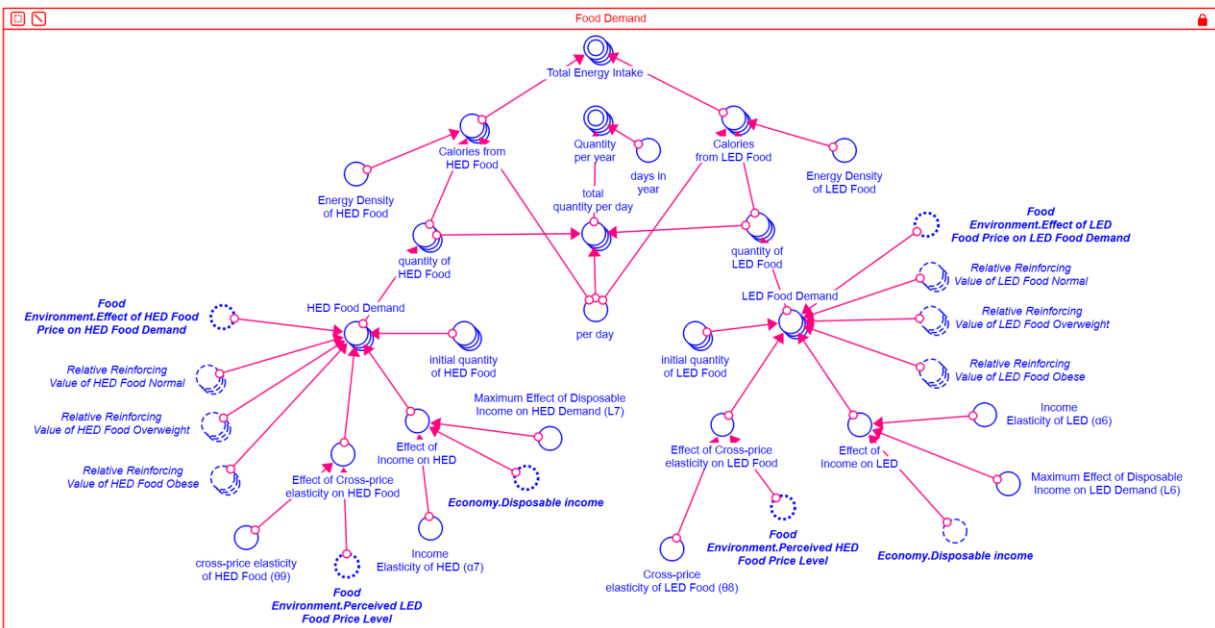 Food Demand
Total Energy Intake
Calories from
HED Food
Quantity
per year
Calories
from LED Food
days in
year
Energy Density
of HED Food
Energy Density
of LED Food
total
quantity per day
quantity of
HED Food
quantity of
LED Food
Food
Environment.Effect of LED
Food Price on LED Food Demand
Relative Reinforcing
Value of LED Food Normal
Food
Environment.Effect of HED Food
Price on HED Food Demand
HED Food Demand
LED Food Demand
per day
Relative Reinforcing
Value of LED Food Overweight
initial quantity
of HED Food
initial quantity
of LED Food
Relative Reinforcing
Value of HED Food Normal
Relative Reinforcing
Value of LED Food Obese
Maximum Effect of Disposable
Income on HED Demand (L7)
Relative Reinforcing
Value of HED Food Overweight
Income
Elasticity of LED (α6)
Effect of
Income on HED
Effect of Cross-price
elasticity on LED Food
Effect of
Income on LED
Relative Reinforcing
Value of HED Food Obese
Effect of Cross-price
elasticity on HED Food
Maximum Effect of Disposable
Income on LED Demand (L6)
Economy.Disposable income
Food
Environment.Perceived HED
Food Price Level
Economy.Disposable income
cross-price elasticity
of HED Food (θ9)
Income
Elasticity of HED (α7)
Cross-price
elasticity of LED Food (θ8)
Food
Environment.Perceived LED
Food Price Level